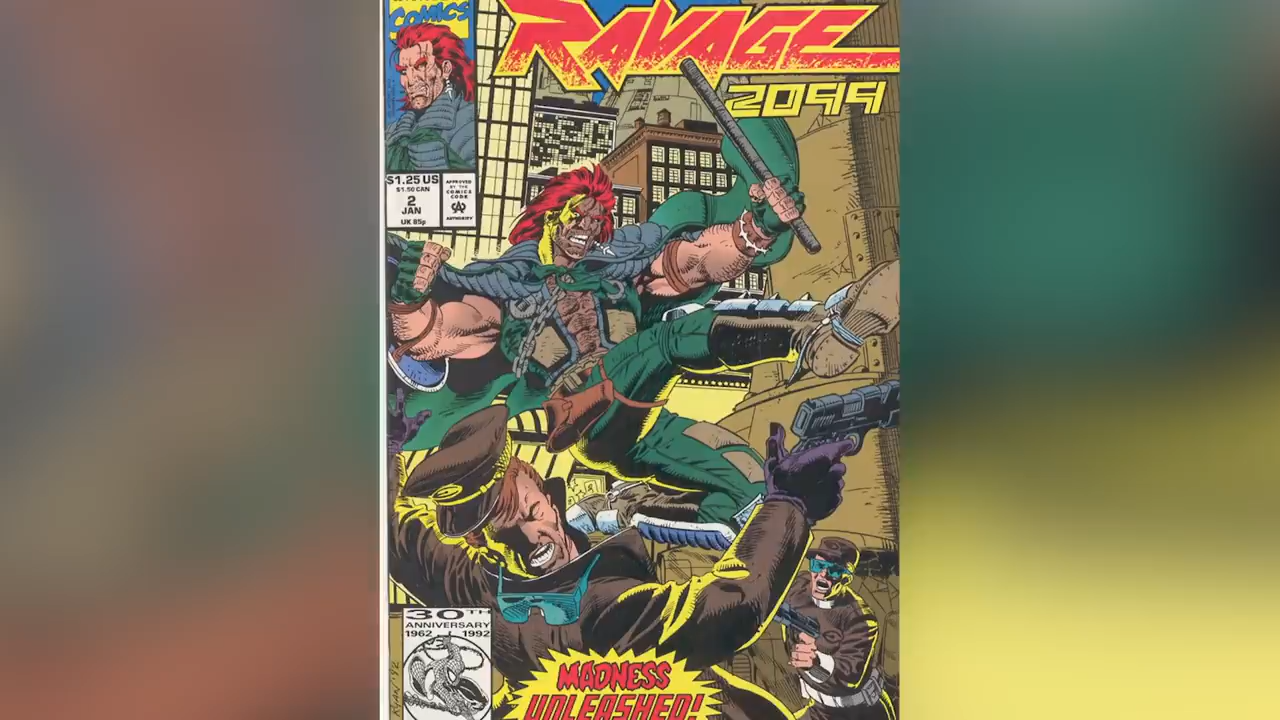 COMICS
RAVAGE
2099
$1.25 US
$1.50 CAN
2
JAN
UK 85p
APPROVED
BY THE
COMICS
CODE
CA
AUTHORITY
30TH
ANNIVERSARY
1962 1992
MADNESS
UNLEASHED!